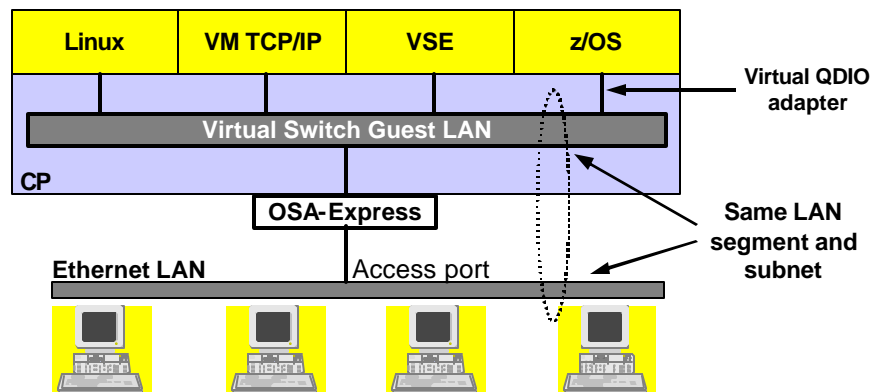 Linux
VM TCP/IP
VSE
z/OS
Virtual QDIO
adapter
Virtual Switch Guest LAN
CP
OSA-Express
Same LAN
segment and
subnet
Ethernet LAN
Access port